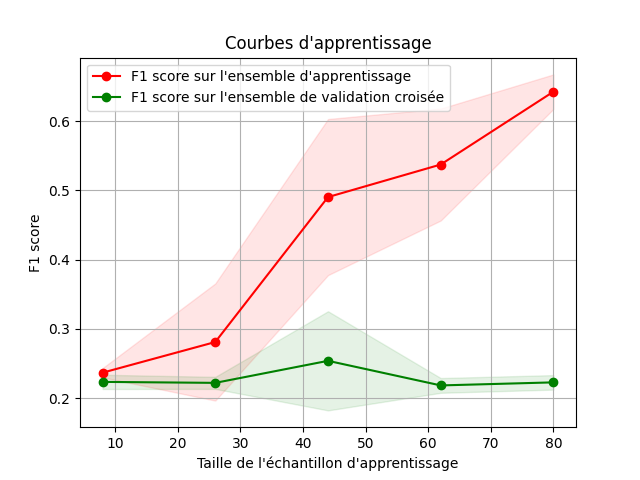 Courbes d'apprentissage
F1 score sur l'ensemble d'apprentissage
F1 score sur l'ensemble de validation croisée
F1 score
0.6
0.5
0.4
0.3
0.2
10 20 30 40 50 60 70 80
Taille de l'échantillon d'apprentissage